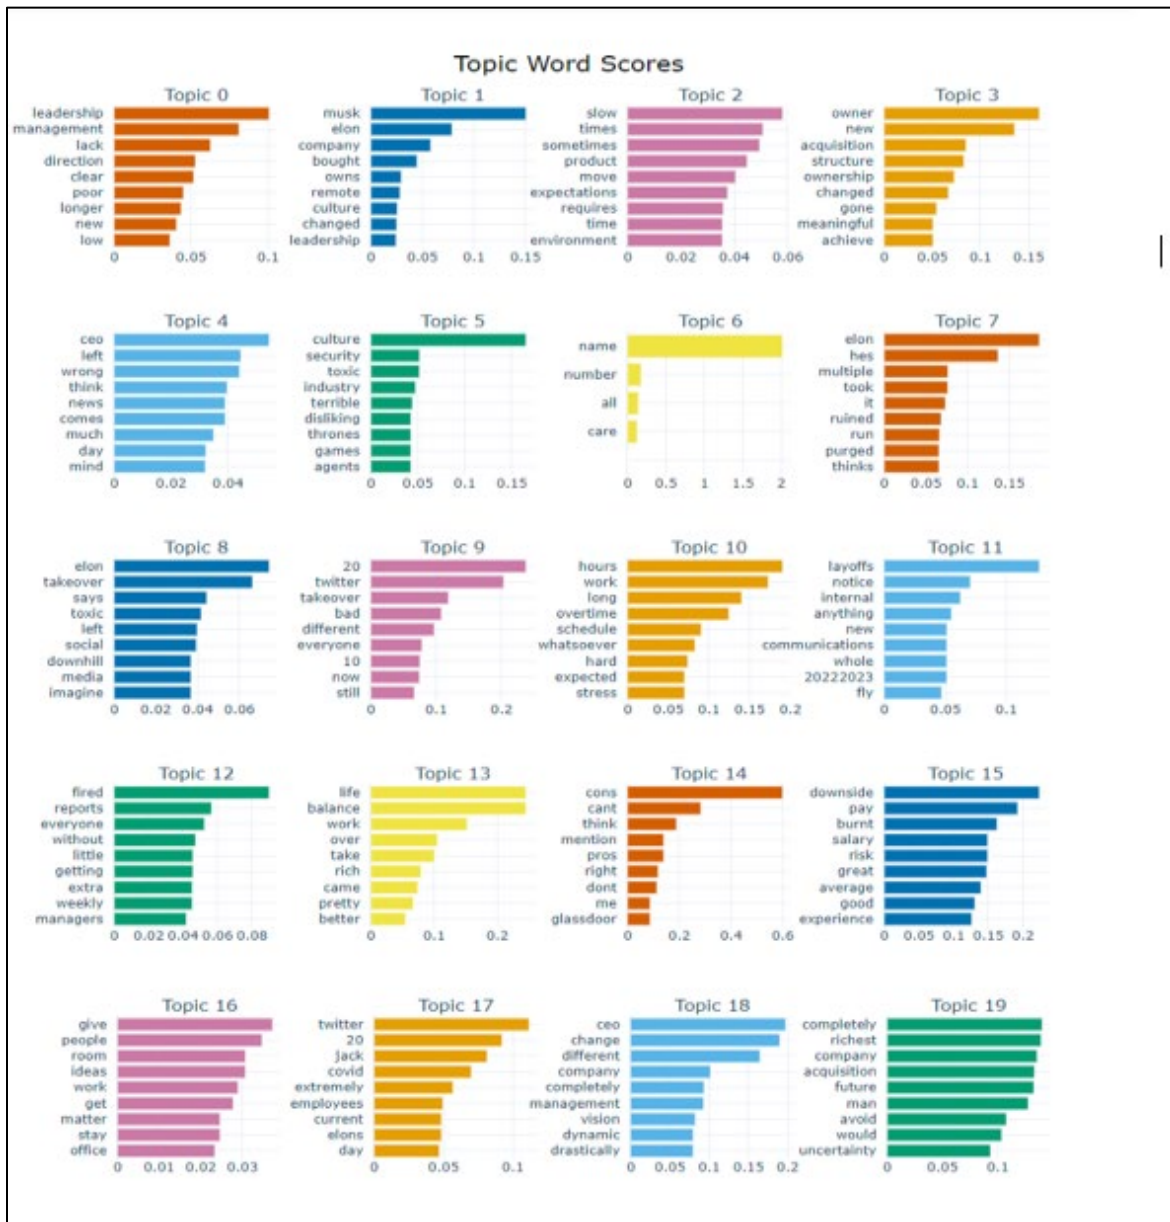 Topic Word Scores
Topic 0
leadership
management
lack
direction
clear
poor
longer
new
low
0 0.05 0.1
Topic 1
musk
elon
company
bought
owns
remote
culture
changed
leadership
0 0.05 0.1 0.15
Topic 2
slow
times
sometimes
product
move
expectations
requires
time
environment
0 0.02 0.04 0.06
Topic 3
owner
new
acquisition
structure
ownership
changed
gone
meaningful
achieve
0 0.05 0.1 0.15
Topic 4
ceo
left
wrong
think
news
comes
much
day
mind
0 0.02 0.04
Topic 5
culture
security
toxic
industry
terrible
disliking
thrones
games
agents
0 0.05 0.1 0.15
Topic 6
name
number
all
care
0 0.5 1 1.5 2
Topic 7
elon
hes
multiple
took
it
ruined
run
purged
thinks
0 0.05 0.1 0.15
Topic 8
elon
takeover
says
toxic
left
social
downhill
media
imagine
0 0.02 0.04 0.06
Topic 9
20
twitter
takeover
bad
different
everyone
10
now
still
0 0.1 0.2
Topic 10
hours
work
long
overtime
schedule
whatsoever
hard
expected
stress
0 0.05 0.1 0.15 0.2
Topic 11
layoffs
notice
internal
anything
new
communications
whole
20222023
fly
0 0.05 0.1
Topic 12
fired
reports
everyone
without
little
getting
extra
weekly
managers
0 0.02 0.04 0.06 0.08
Topic 13
life
balance
work
over
take
rich
came
pretty
better
0 0.1 0.2
Topic 14
cons
cant
think
mention
pros
right
dont
me
glassdoor
0 0.2 0.4 0.6
Topic 15
downside
pay
burnt
salary
risk
great
average
good
experience
0 0.05 0.1 0.15 0.2
Topic 16
give
people
room
ideas
work
get
matter
stay
office
0 0.01 0.02 0.03
Topic 17
twitter
20
jack
covid
extremely
employees
current
elons
day
0 0.05 0.1
Topic 18
ceo
change
different
company
completely
management
vision
dynamic
drastically
0 0.05 0.1 0.15 0.2
Topic 19
completely
richest
company
acquisition
future
man
avoid
would
uncertainty
0 0.05 0.1